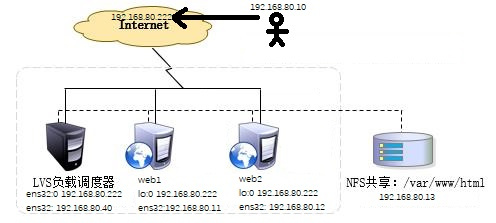 192.168.80.10
192.168.80.222
Internet
LVS负载调度器
ens32:0 192.168.80.222
ens32: 192.168.80.40
web1
lo:0 192.168.80.222
ens32:192.168.80.11
web2
lo:0 192.168.80.222
ens32:192.168.80.12
NFS共享：/var/www/html
192.168.80.13